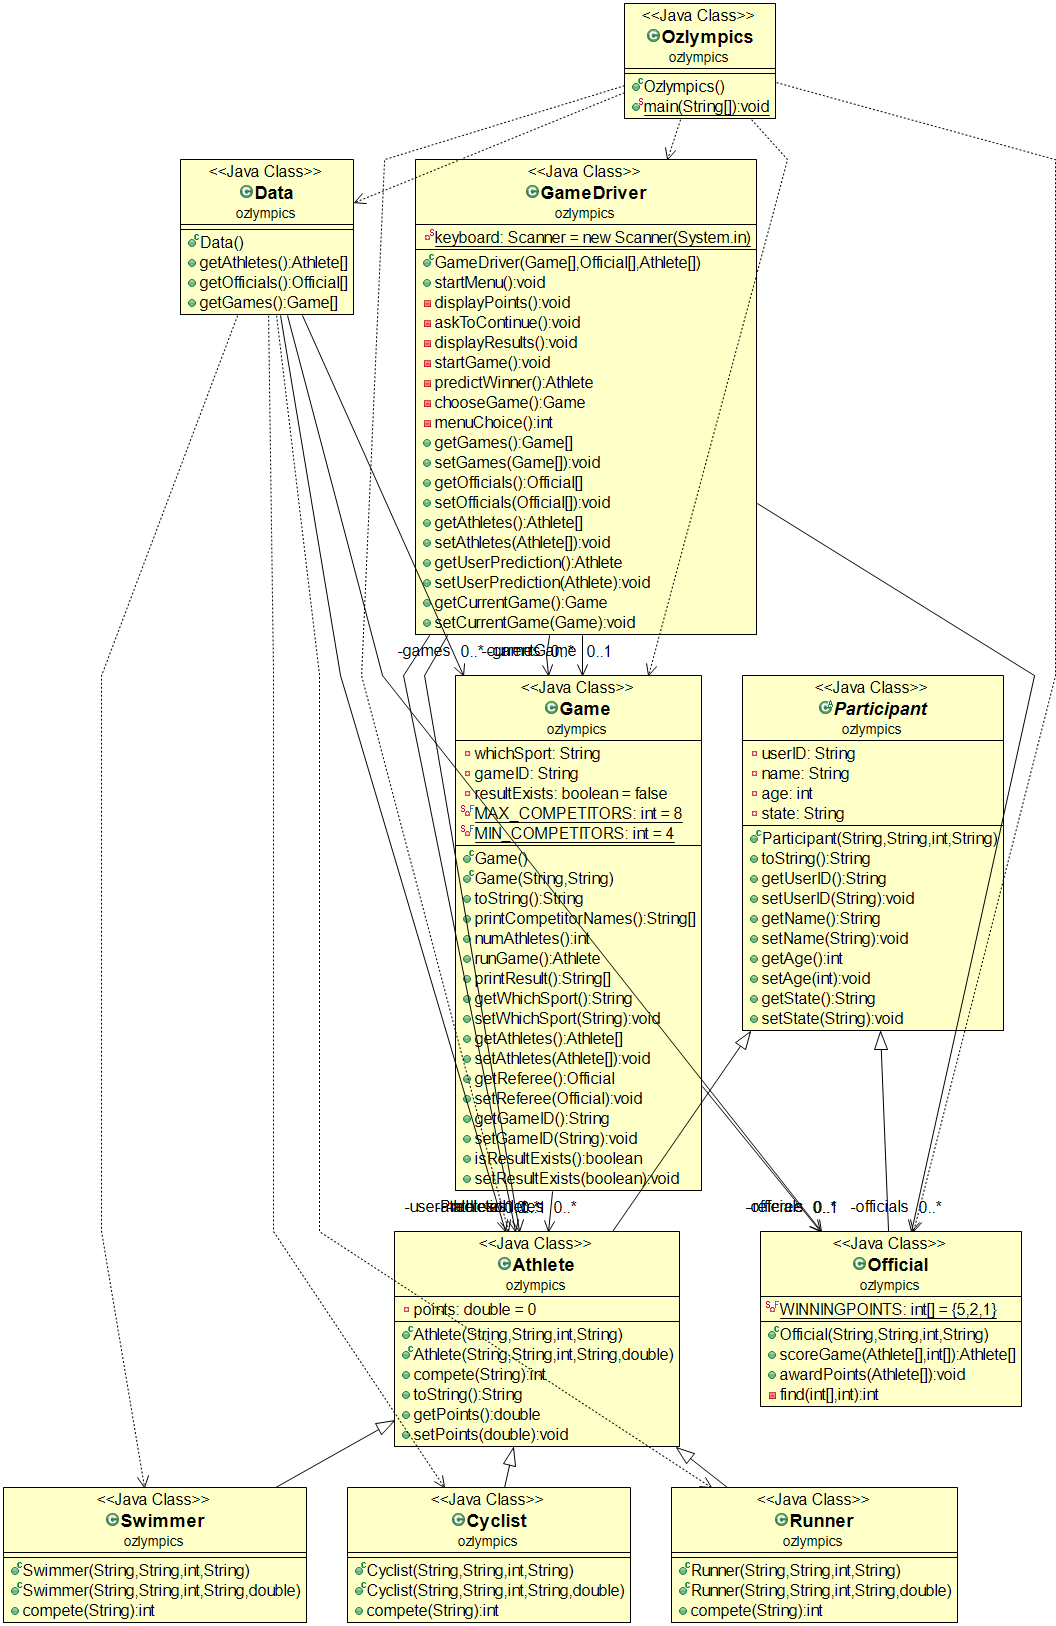 <<Java Class>>
Ozlympics
ozlympics
Ozlympics()
main(String[]):void
<<Java Class>>
Data
ozlympics
Data()
getAthletes():Athlete[]
getOfficials():Official[]
getGames():Game[]
<<Java Class>>
GameDriver
ozlympics
keyboard: Scanner = new Scanner(System.in)
GameDriver(Game[],Official[],Athlete[])
startMenu():void
displayPoints():void
askToContinue():void
displayResults():void
startGame():void
predictWinner():Athlete
chooseGame():Game
menuChoice():int
getGames():Game[]
setGames(Game[]):void
getOfficials():Official[]
setOfficials(Official[]):void
getAthletes():Athlete[]
setAthletes(Athlete[]):void
getUserPrediction():Athlete
setUserPrediction(Athlete):void
getCurrentGame():Game
setCurrentGame(Game):void
-games 0..* 0..* 0..1
<<Java Class>>
Game
ozlympics
whichSport: String
gameID: String
resultExists: boolean = false
MAX_COMPETITORS: int = 8
MIN_COMPETITORS: int = 4
Game()
Game(String,String)
toString():String
printCompetitorNames():String[]
numAthletes():int
runGame():Athlete
printResult():String[]
getWhichSport():String
setWhichSport(String):void
getAthletes():Athlete[]
setAthletes(Athlete[]):void
getReferee():Official
setReferee(Official):void
getGameID():String
setGameID(String):void
isResultExists():boolean
setResultExists(boolean):void
<<Java Class>>
Participant
ozlympics
userID: String
name: String
age: int
state: String
Participant(String,String,int,String)
toString():String
getUserID():String
setUserID(String):void
getName():String
setName(String):void
getAge():int
setAge(int):void
getState():String
setState(String):void
0..*
-officials 0..*
<<Java Class>>
Athlete
ozlympics
points: double = 0
Athlete(String,String,int,String)
Athlete(String,String,int,String,double)
compete(String):int
toString():String
getPoints():double
setPoints(double):void
<<Java Class>>
Official
ozlympics
WINNINGPOINTS: int[] = {5,2,1}
Official(String,String,int,String)
scoreGame(Athlete[],int[]):Athlete[]
awardPoints(Athlete[]):void
find(int[],int):int
<<Java Class>>
Swimmer
ozlympics
Swimmer(String,String,int,String)
Swimmer(String,String,int,String,double)
compete(String):int
<<Java Class>>
Cyclist
ozlympics
Cyclist(String,String,int,String)
Cyclist(String,String,int,String,double)
compete(String):int
<<Java Class>>
Runner
ozlympics
Runner(String,String,int,String)
Runner(String,String,int,String,double)
compete(String):int